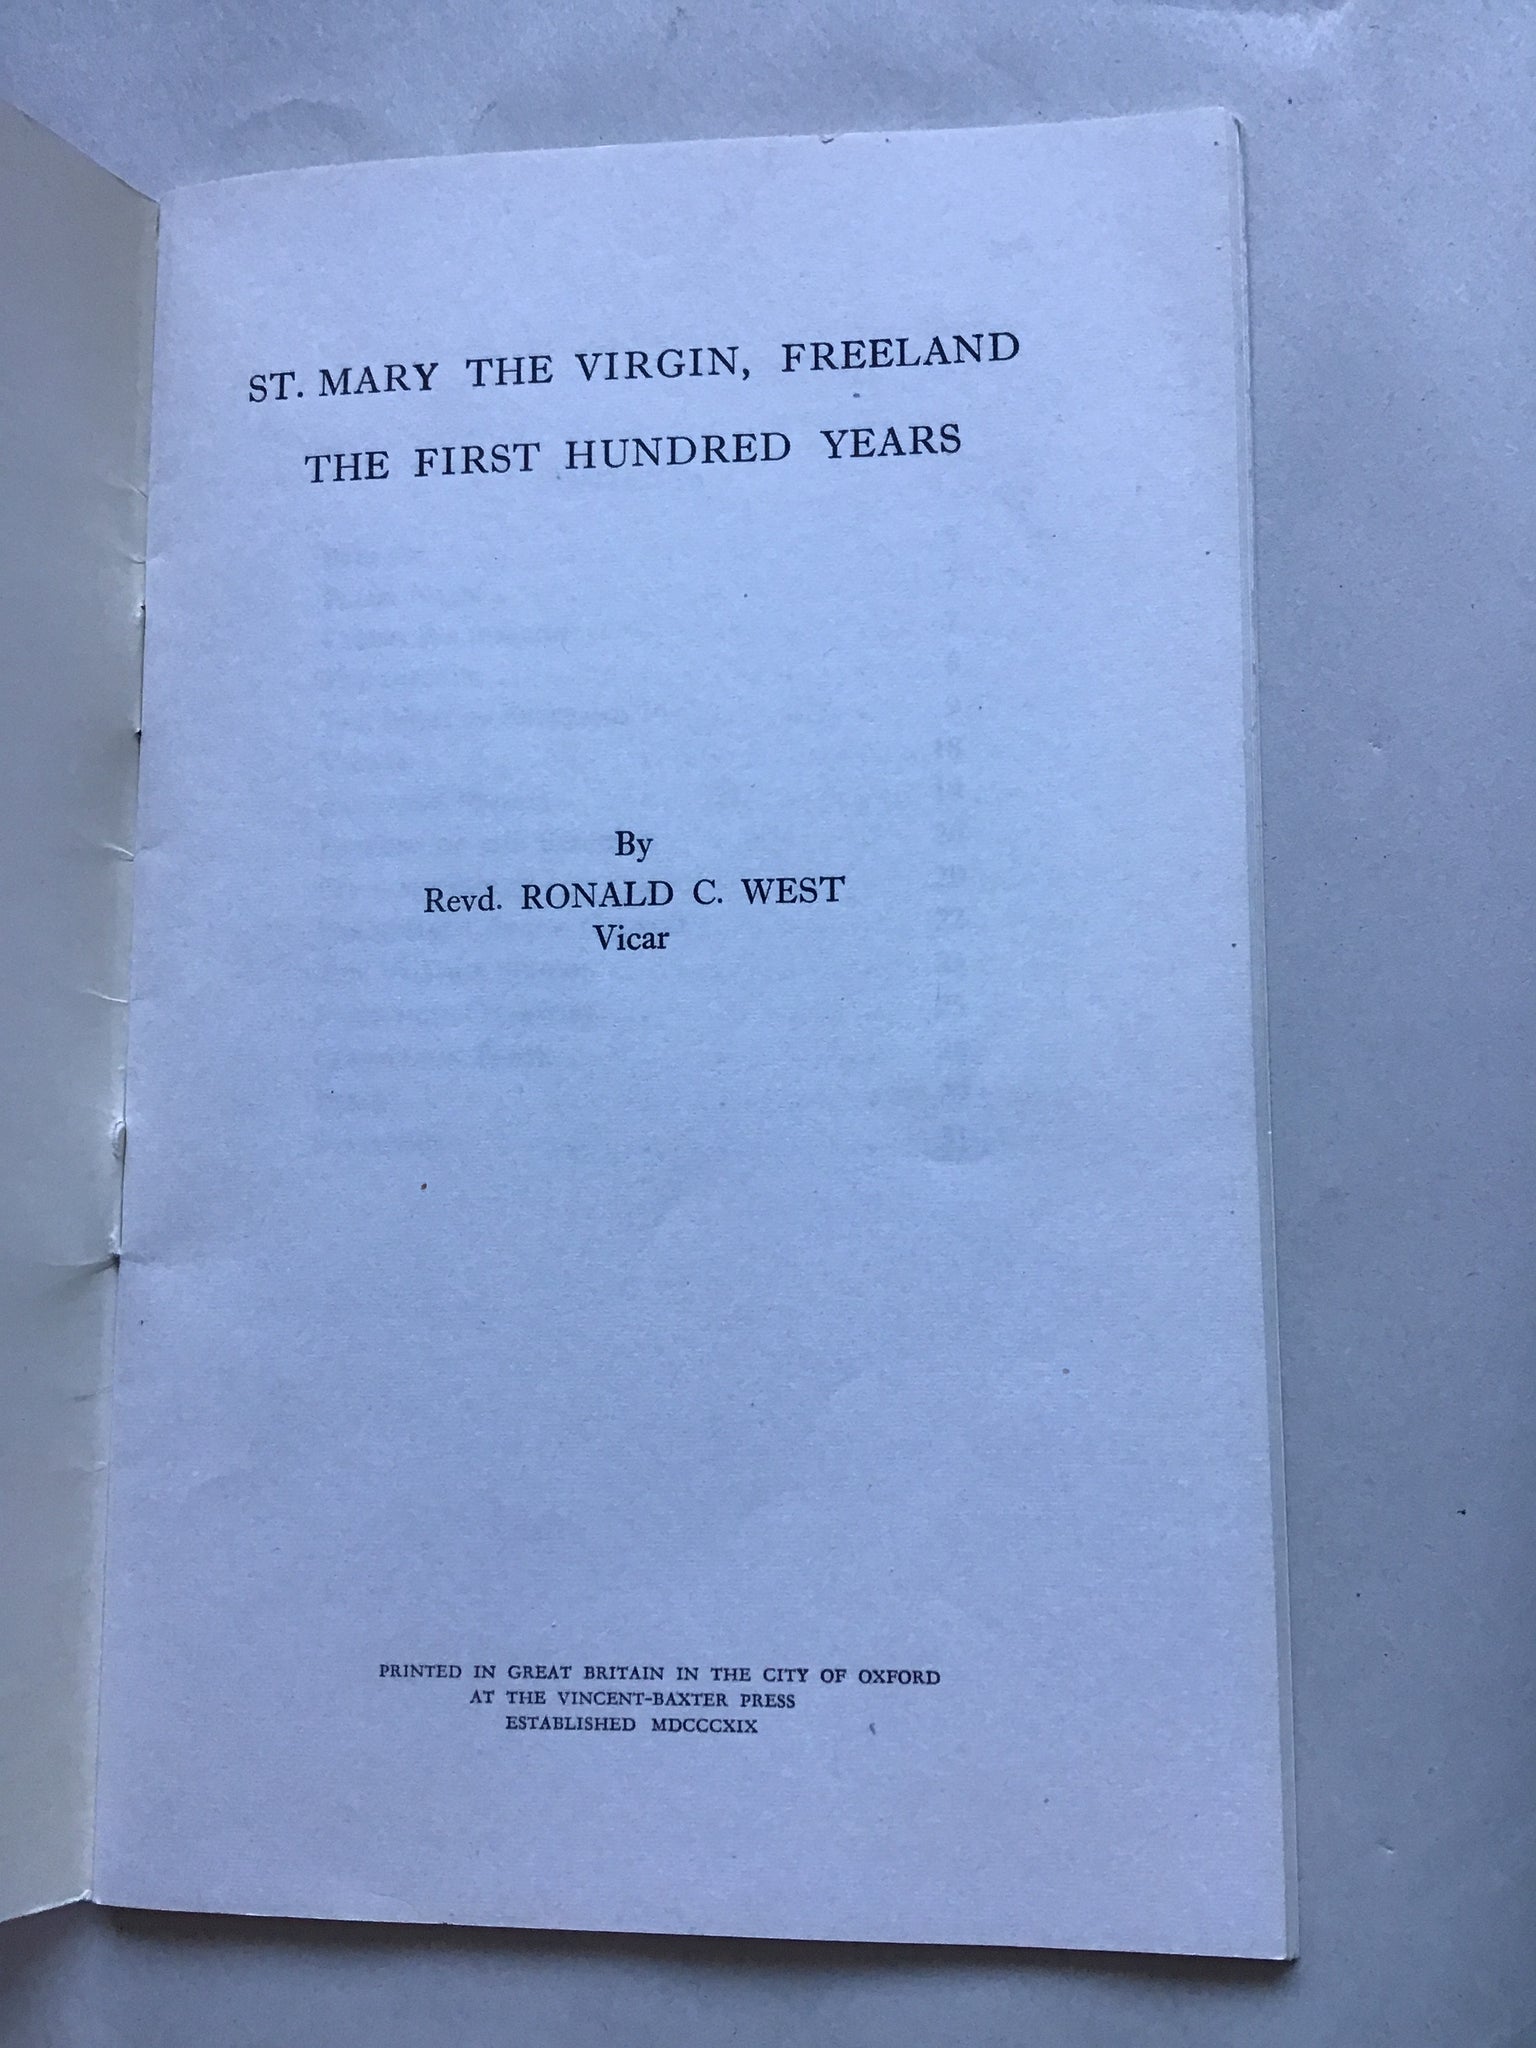 ST. MARY THE VIRGIN, FREELAND
THE FIRST HUNDRED YEARS
By
Revd. RONALD C. WEST
Vicar
PRINTED IN GREAT BRITAIN IN THE CITY OF OXFORD
AT THE VINCENT-BAXTER PRESS
ESTABLISHED MDCCCXIX